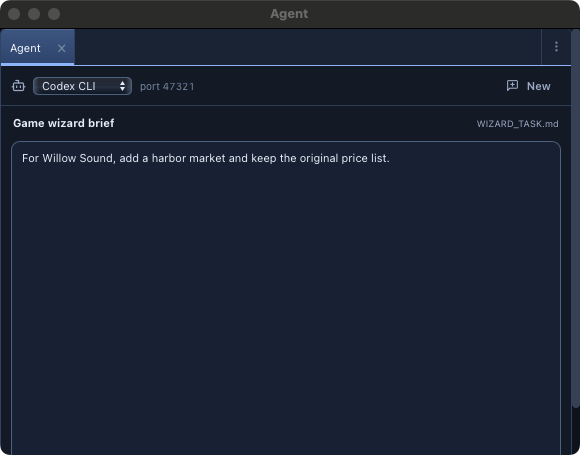 Agent
Agent
Codex CLI port 47321 New
Game wizard brief WIZARD_TASK.md
For Willow Sound, add a harbor market and keep the original price list.